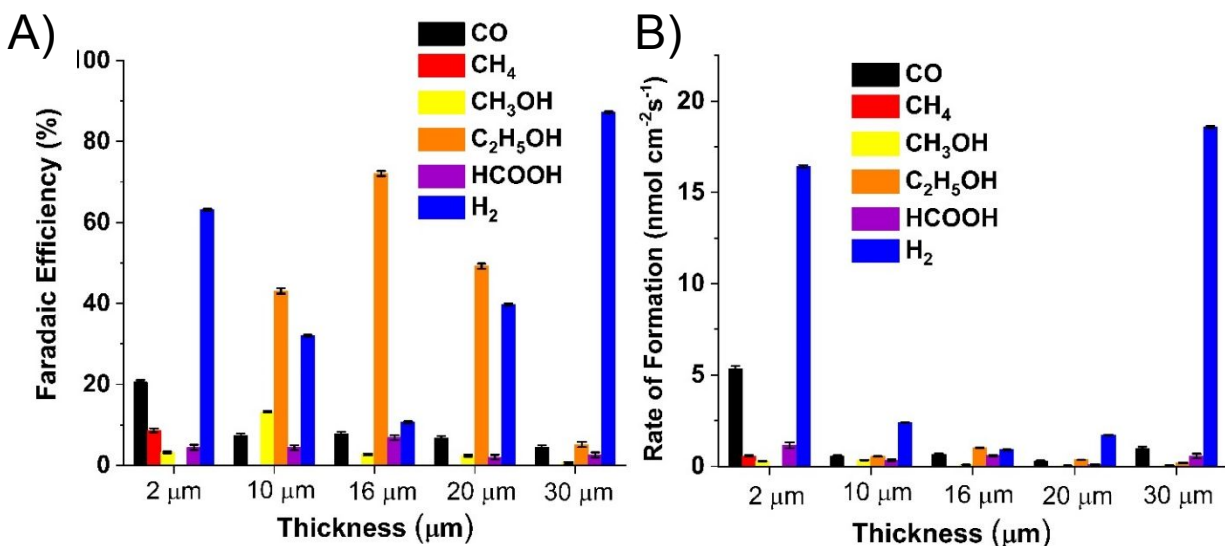 A)
Faradaic Efficiency (%)
100
80
60
40
20
0
CO
CH₄
CH₃OH
C₂H₅OH
HCOOH
H₂
2 μm
10 μm
16 μm
20 μm
30 μm
Thickness (μm)
B)
Rate of Formation (nmol cm⁻²s⁻¹)
20
15
10
5
0
CO
CH₄
CH₃OH
C₂H₅OH
HCOOH
H₂
2 μm
10 μm
16 μm
20 μm
30 μm
Thickness (μm)